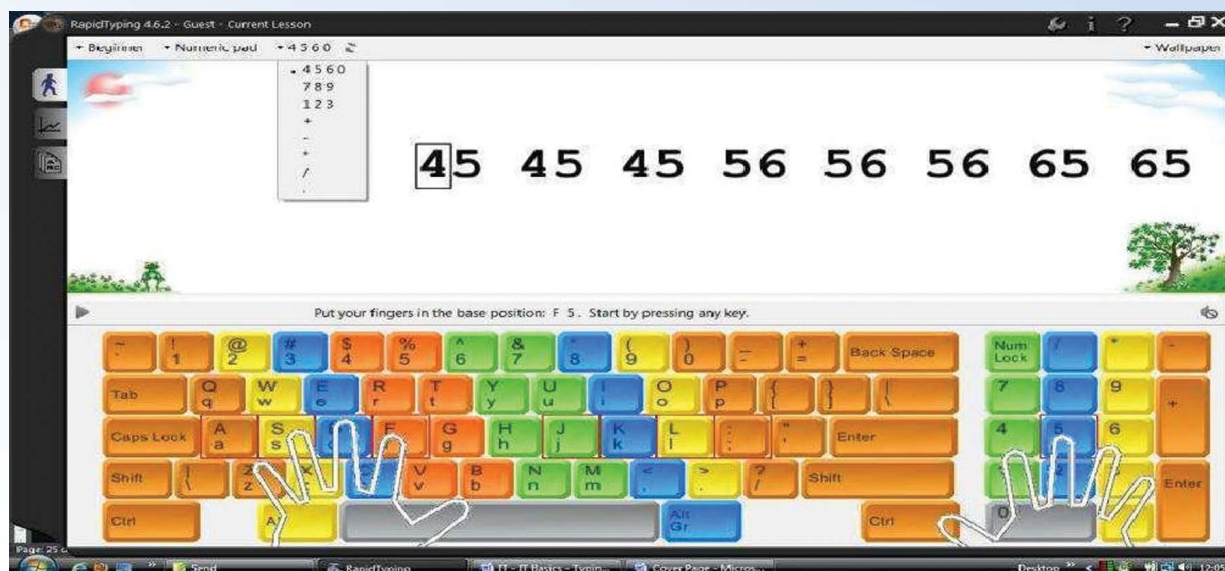 RapidTyping 4.6.2 - Guest - Current Lesson
Beginner Numeric pad 4 5 6 0
Wallpaper
4 5 6 0
7 8 9
1 2 3
+
-
*
/
.
45 45 45 56 56 56 65 65
Put your fingers in the base position: F 5. Start by pressing any key.
~ ! @ # $ % ^ & * ( ) _ +
` 1 2 3 4 5 6 7 8 9 0 - = Back Space
Tab Q W E R T Y U I O P { } |
q w e r t y u i o p [ ] \
Caps Lock A S F G H J K L : "
a s g h j k l ; ' Enter
Shift | Z X C V B N M < > ?
\ z v b n m , . / Shift
Ctrl A Alt Gr Ctrl
Num Lock / * -
7 8 9 +
4 5 6
Enter
0
Page: 25 o
Send RapidTyping IT - IT Basics - Typin... Cover Page - Micros... Desktop 12:05